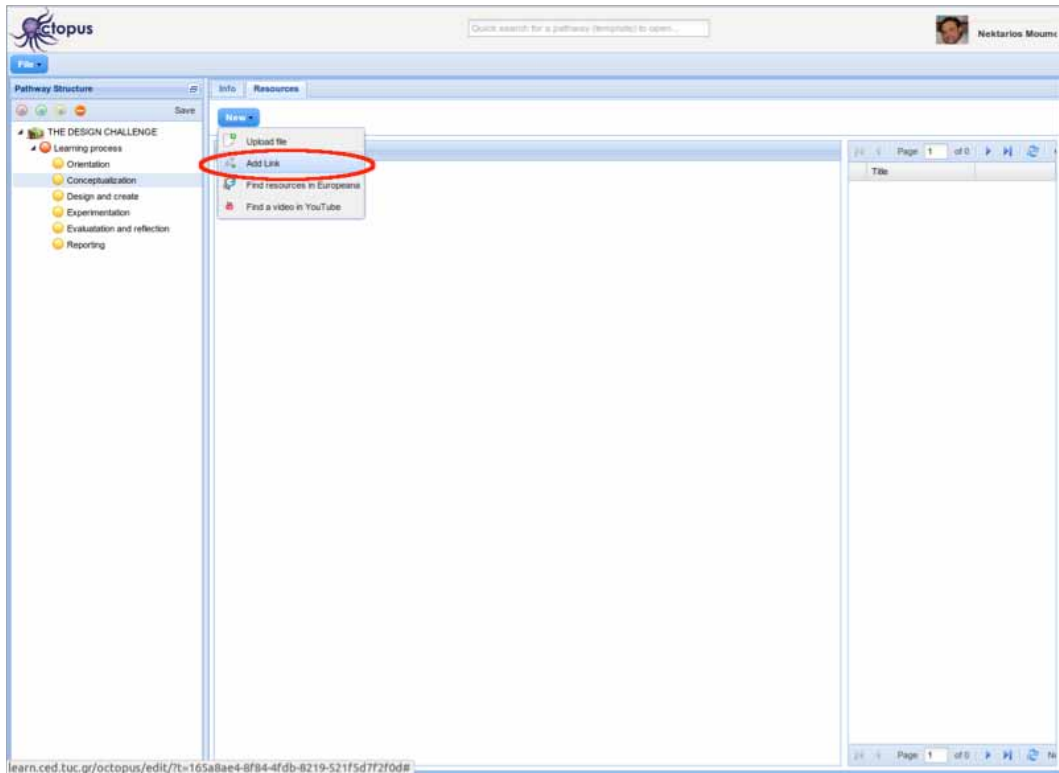 ctopus
Quick search for a pathway (template) to open...
Nektarios Moumo
File
Pathway Structure
Info
Resources
Save
New
THE DESIGN CHALLENGE
Learning process
Orientation
Conceptualization
Design and create
Experimentation
Evaluatation and reflection
Reporting
Upload file
Add Link
Find resources in Europeana
Find a video in YouTube
Page 1 of 0
Title
Page 1 of 0
learn.ced.tuc.gr/octopus/edit/?t=165a8ae4-8f84-4fdb-8219-521f5d7f2f0d#